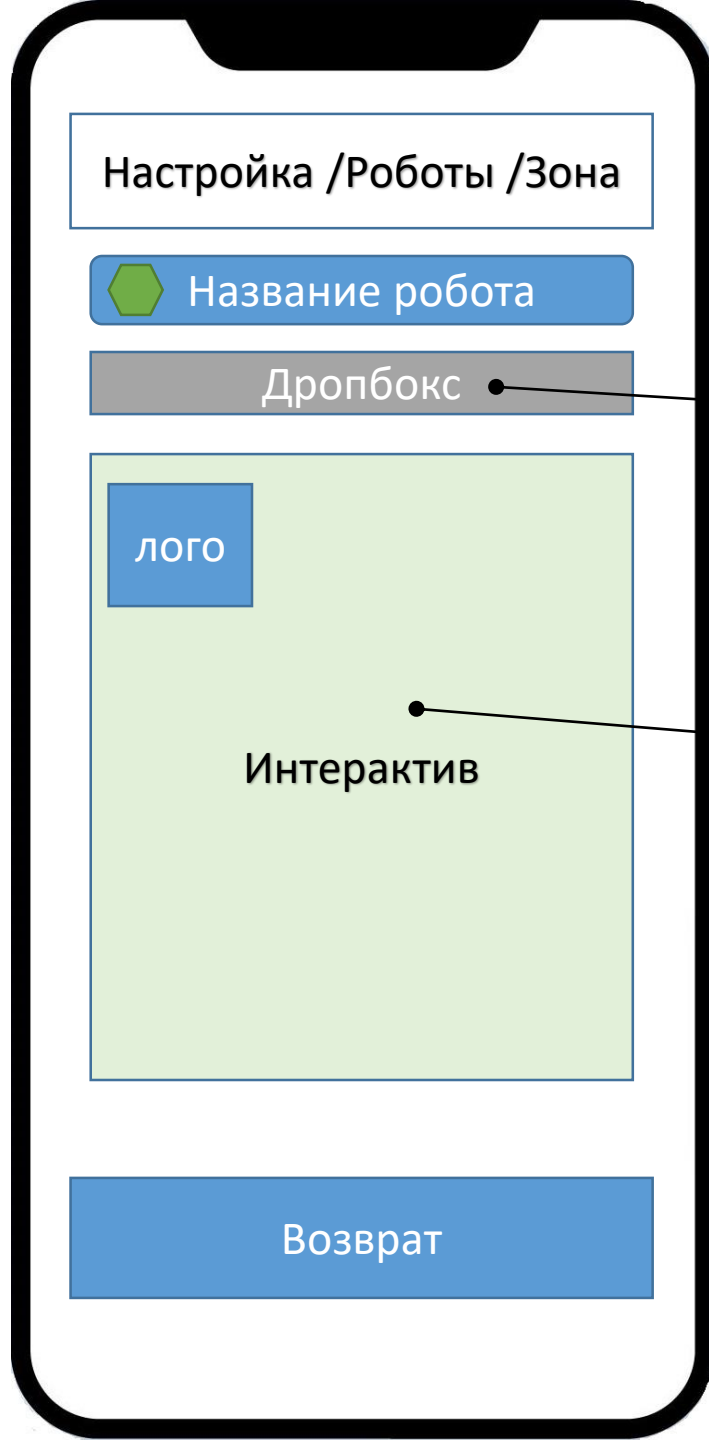 Настройка /Роботы /Зона
Название робота
Дропбокс
лого
Интерактив
Возврат